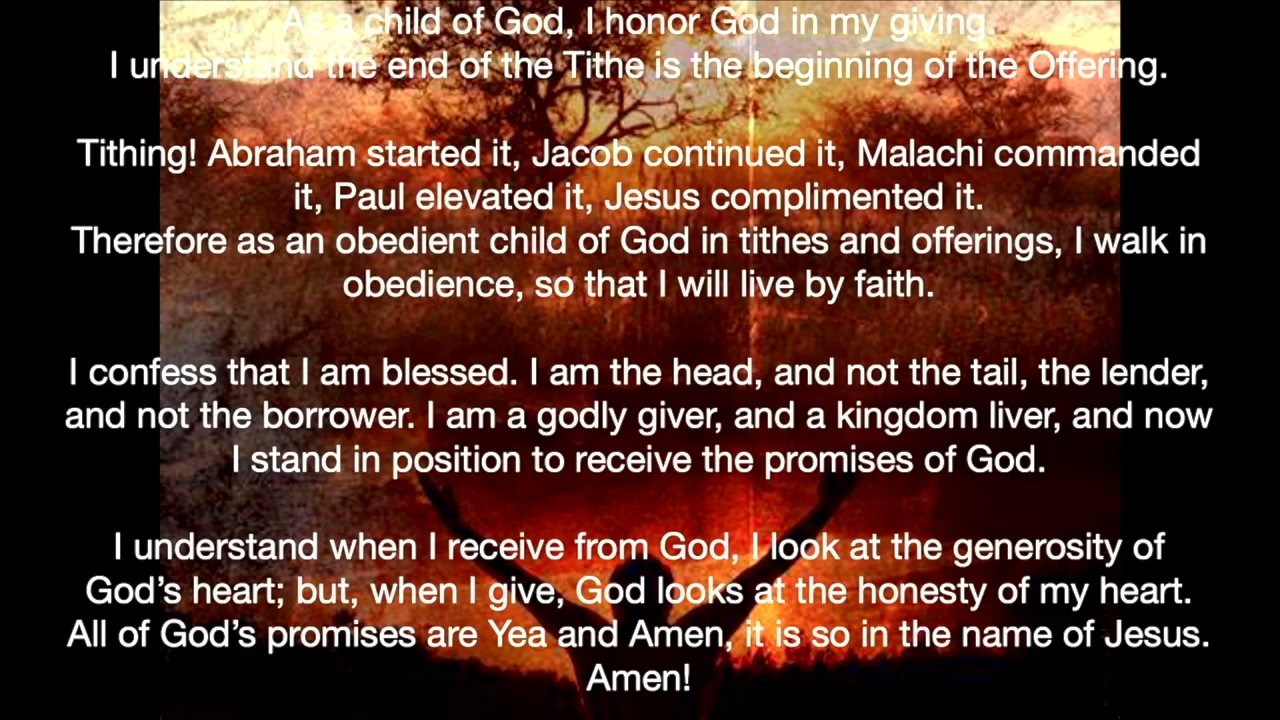 As a child of God, I honor God in my giving.
I understand the end of the Tithe is the beginning of the Offering.
Tithing! Abraham started it, Jacob continued it, Malachi commanded
it, Paul elevated it, Jesus complimented it.
Therefore as an obedient child of God in tithes and offerings, I walk in
obedience, so that I will live by faith.
I confess that I am blessed. I am the head, and not the tail, the lender,
and not the borrower. I am a godly giver, and a kingdom liver, and now
I stand in position to receive the promises of God.
I understand when I receive from God, I look at the generosity of
God’s heart; but, when I give, God looks at the honesty of my heart.
All of God’s promises are Yea and Amen, it is so in the name of Jesus.
Amen!